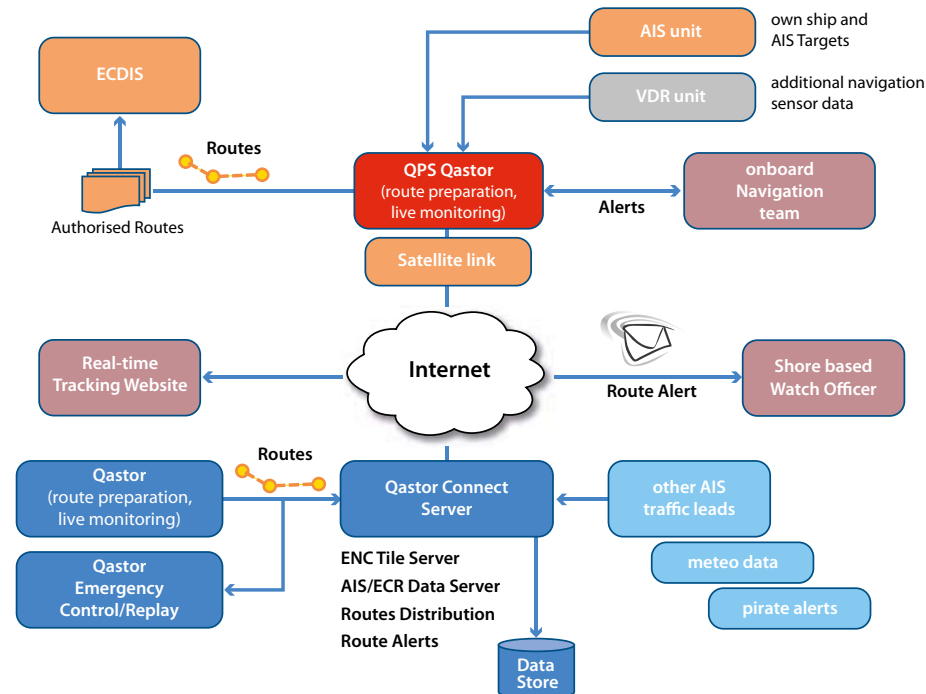 AIS unit
own ship and
AIS Targets
ECDIS
VDR unit
additional navigation
sensor data
Routes
QPS Qastor
(route preparation,
live monitoring)
onboard
Navigation
team
Alerts
Authorised Routes
Satellite link
Internet
Real-time
Tracking Website
Route Alert
Shore based
Watch Officer
Routes
Qastor
(route preparation,
live monitoring)
Qastor Connect
Server
other AIS
traffic leads
ENC Tile Server
AIS/ECR Data Server
Routes Distribution
Route Alerts
meteo data
pirate alerts
Qastor
Emergency
Control/Replay
Data
Store